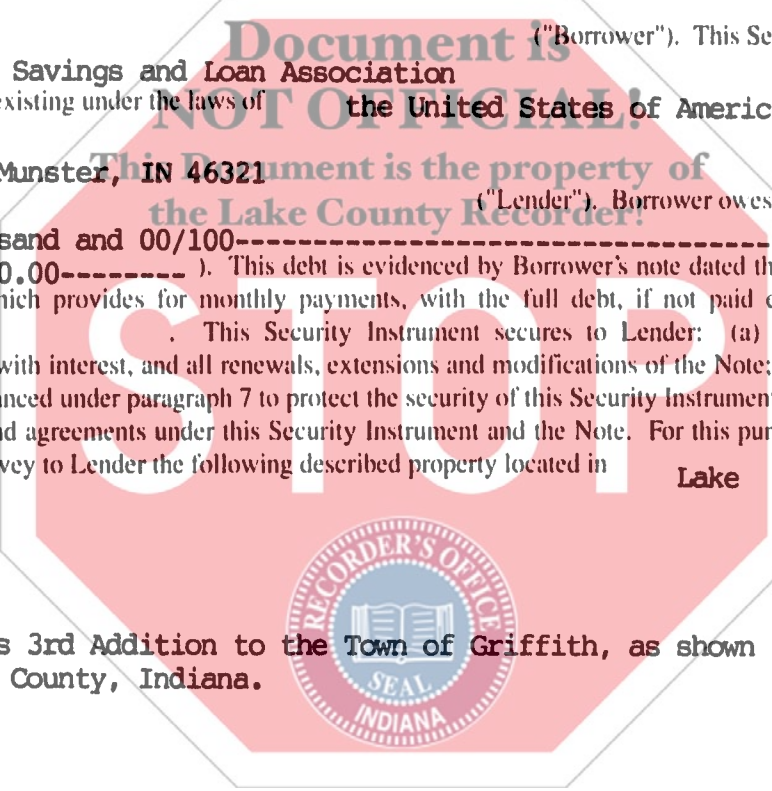 Document is
("Borrower"). This Se
Savings and Loan Association
existing under the laws of the United States of Americ
NOT OFFICIAL!
Munster, IN 46321
This Document is the property of
("Lender"). Borrower owes
the Lake County Recorder!
sand and 00/100-----------------------------------
0.00-------- ). This debt is evidenced by Borrower's note dated th
hich provides for monthly payments, with the full debt, if not paid e
. This Security Instrument secures to Lender: (a)
with interest, and all renewals, extensions and modifications of the Note;
anced under paragraph 7 to protect the security of this Security Instrument
nd agreements under this Security Instrument and the Note. For this pur
vey to Lender the following described property located in Lake
STOP
RECORDER'S OFFICE
s 3rd Addition to the Town of Griffith, as shown
County, Indiana.
SEAL
INDIANA